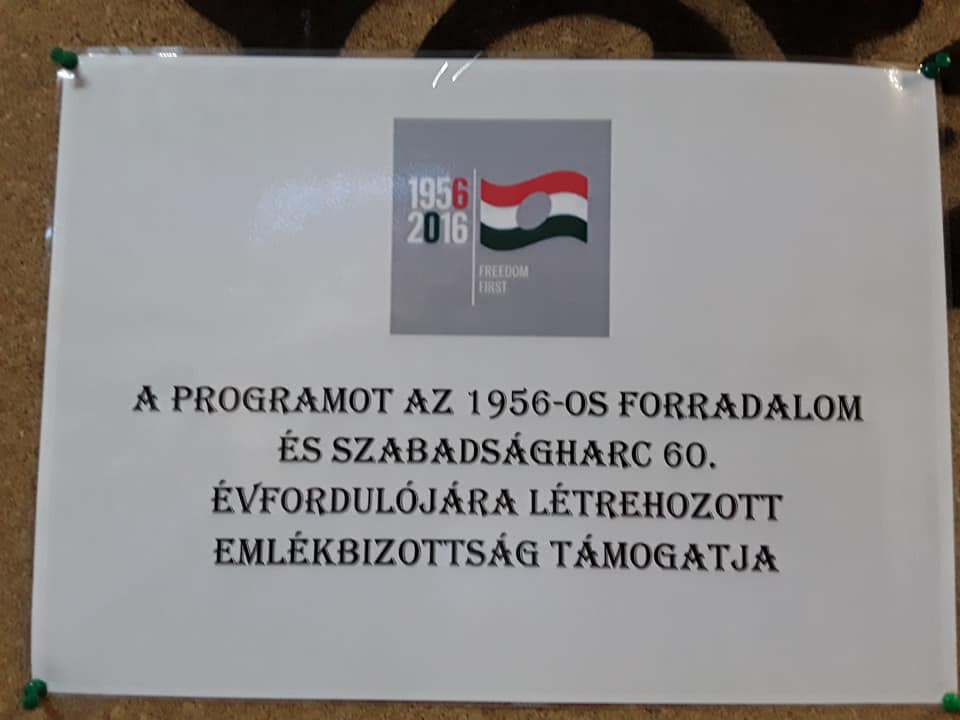 1956
2016
FREEDOM
FIRST
A PROGRAMOT AZ 1956-OS FORRADALOM
ÉS SZABADSÁGHARC 60.
ÉVFORDULÓJÁRA LÉTREHOZOTT
EMLÉKBIZOTTSÁG TÁMOGATJA